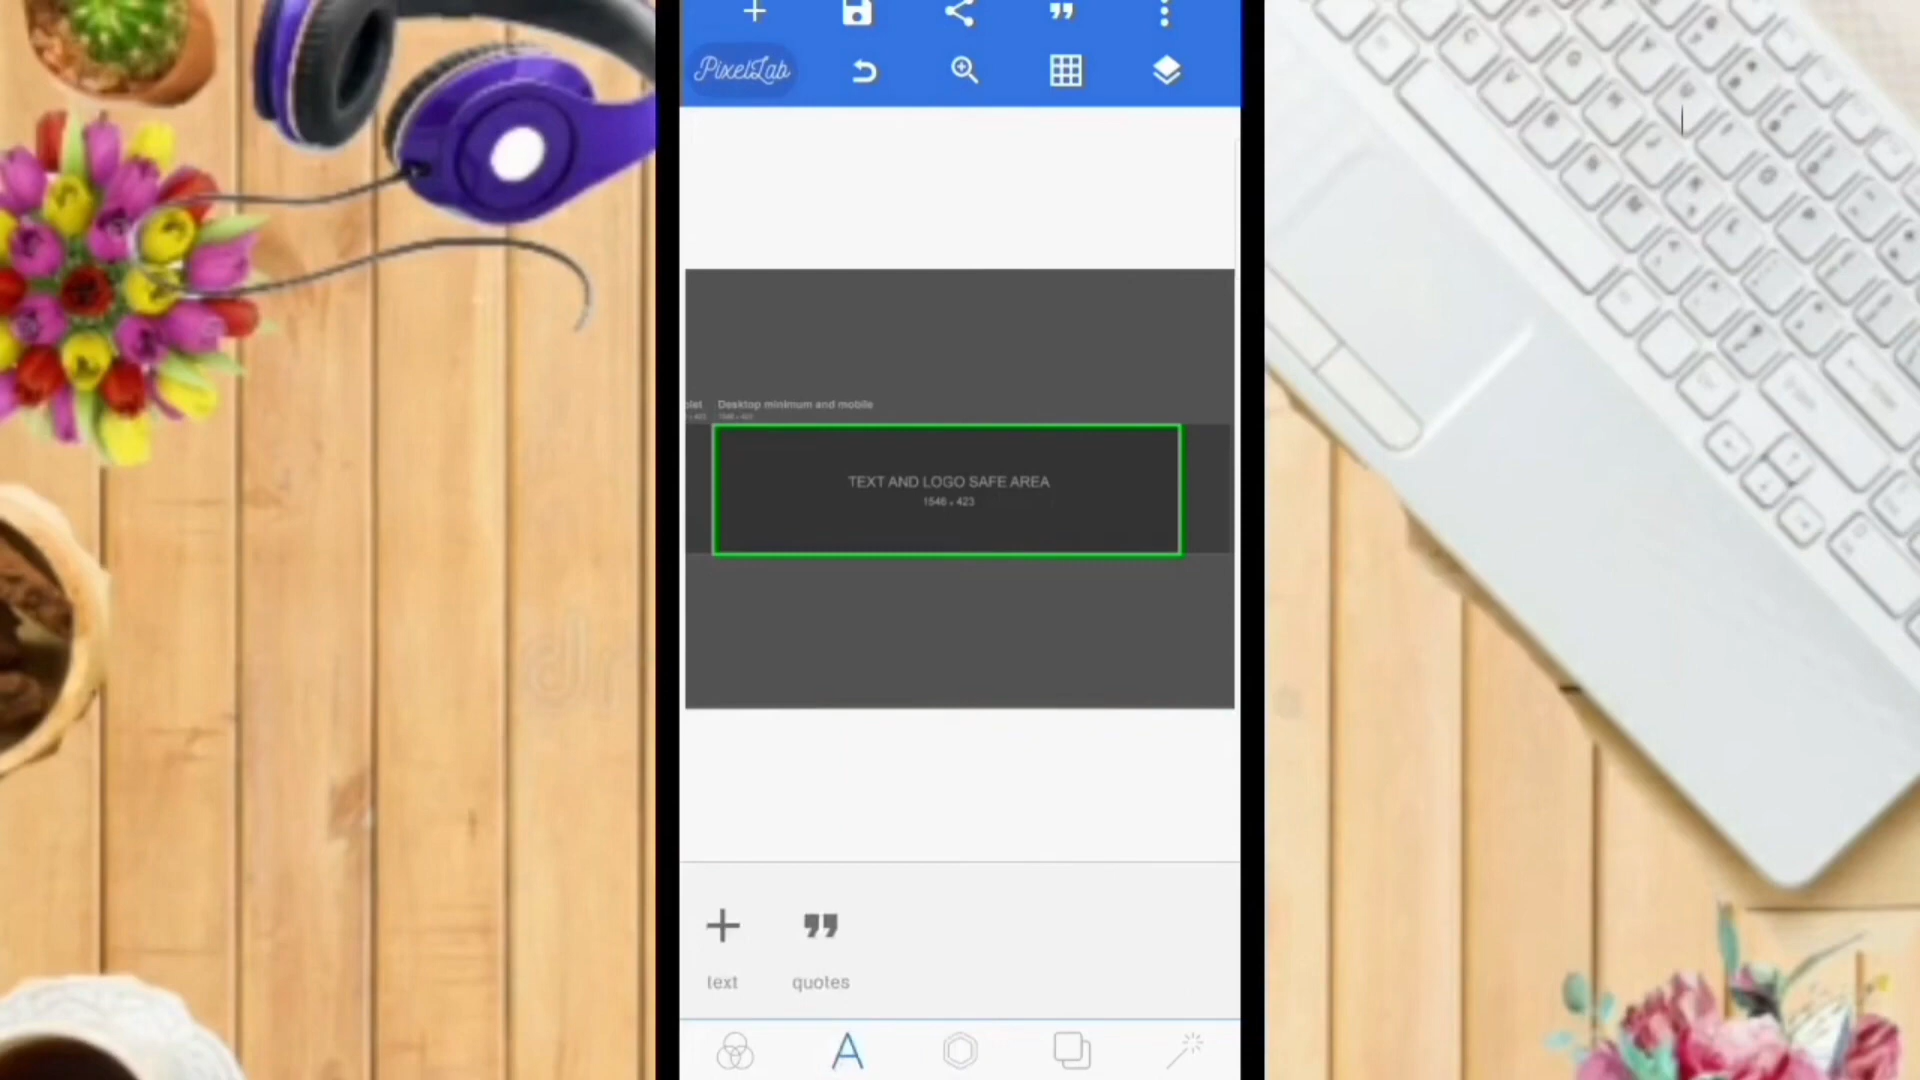 PixelLab
Desktop minimum and mobile
TEXT AND LOGO SAFE AREA
1546 x 423
text
quotes